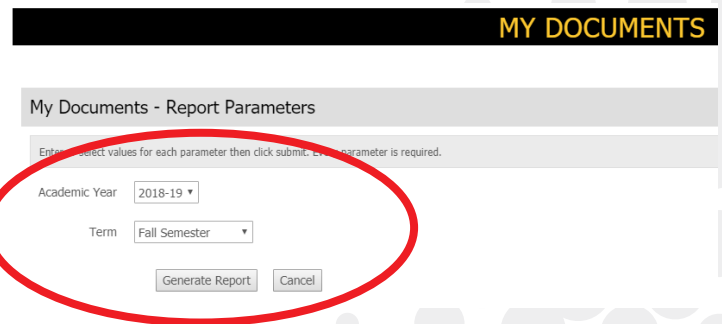 MY DOCUMENTS
My Documents - Report Parameters
Enter select values for each parameter then click submit. parameter is required.
Academic Year 2018-19
Term Fall Semester
Generate Report Cancel